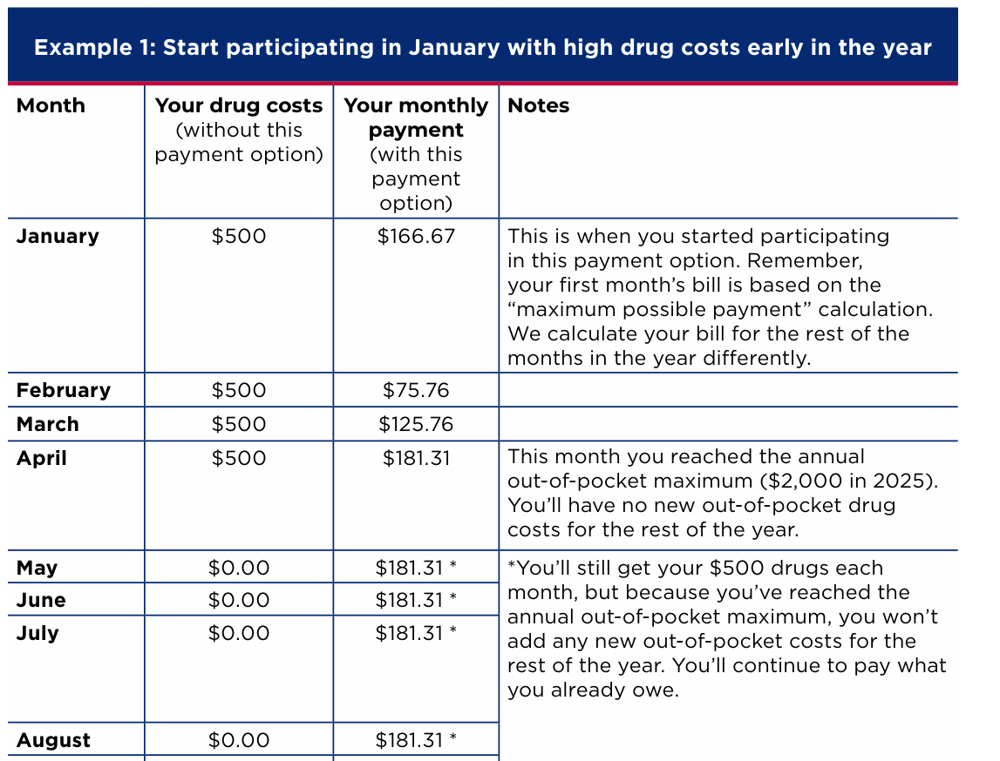 Example 1: Start participating in January with high drug costs early in the year
Month
Your drug costs
(without this
payment option)
Your monthly
payment
(with this
payment
option)
Notes
January
$500
$166.67
This is when you started participating
in this payment option. Remember,
your first month’s bill is based on the
“maximum possible payment” calculation.
We calculate your bill for the rest of the
months in the year differently.
February
$500
$75.76
March
$500
$125.76
April
$500
$181.31
This month you reached the annual
out-of-pocket maximum ($2,000 in 2025).
You’ll have no new out-of-pocket drug
costs for the rest of the year.
May
$0.00
$181.31 *
*You’ll still get your $500 drugs each
month, but because you’ve reached the
annual out-of-pocket maximum, you won’t
add any new out-of-pocket costs for the
rest of the year. You’ll continue to pay what
you already owe.
June
$0.00
$181.31 *
July
$0.00
$181.31 *
August
$0.00
$181.31 *